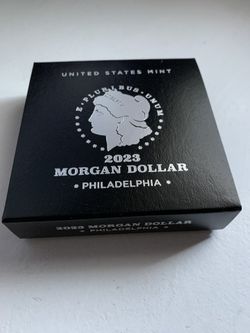 UNITED STATES MINT
E·PLURIBUS·UNUM
2023
MORGAN DOLLAR
• PHILADELPHIA •
2023 MORGAN DOLLAR
• PHILADELPHIA •